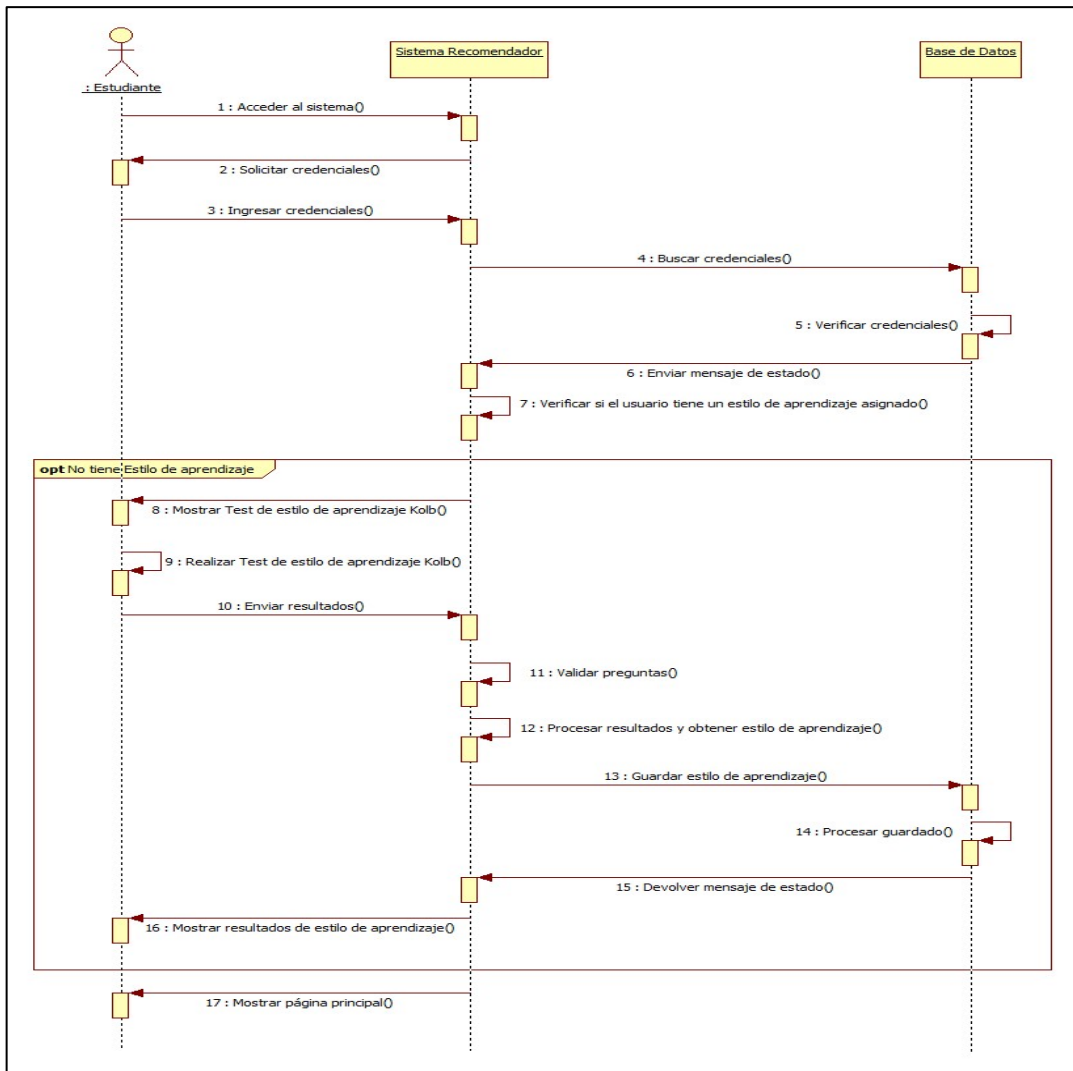 Sistema Recomendador
Base de Datos
: Estudiante
1 : Acceder al sistema()
2 : Solicitar credenciales()
3 : Ingresar credenciales()
4 : Buscar credenciales()
5 : Verificar credenciales()
6 : Enviar mensaje de estado()
7 : Verificar si el usuario tiene un estilo de aprendizaje asignado()
opt No tiene Estilo de aprendizaje
8 : Mostrar Test de estilo de aprendizaje Kolb()
9 : Realizar Test de estilo de aprendizaje Kolb()
10 : Enviar resultados()
11 : Validar preguntas()
12 : Procesar resultados y obtener estilo de aprendizaje()
13 : Guardar estilo de aprendizaje()
14 : Procesar guardado()
15 : Devolver mensaje de estado()
16 : Mostrar resultados de estilo de aprendizaje()
17 : Mostrar página principal()